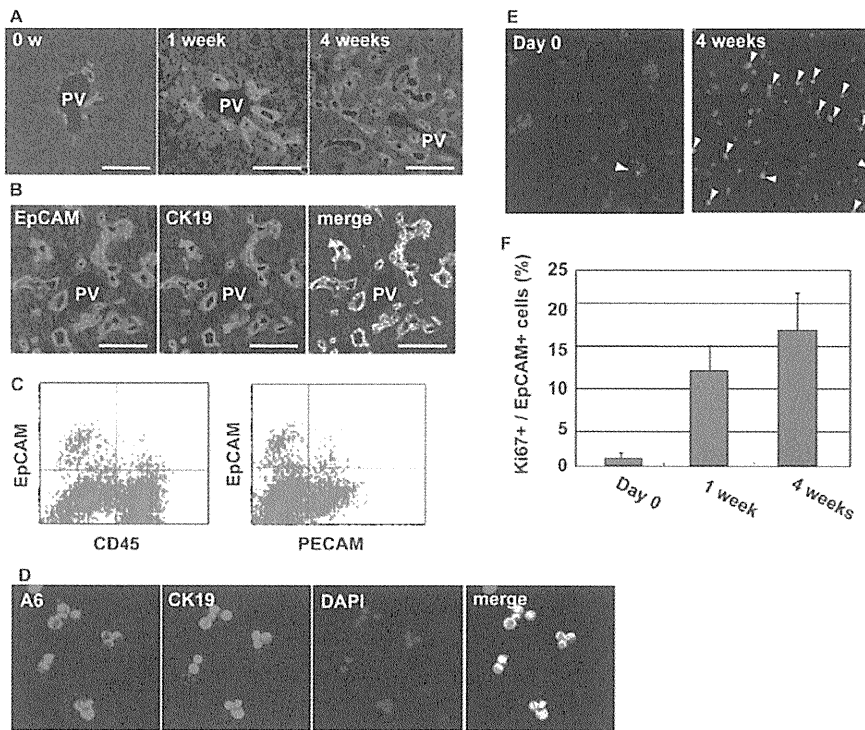 A
0 w
PV
1 week
PV
4 weeks
PV
B
EpCAM
PV
CK19
PV
merge
PV
C
EpCAM
CD45
EpCAM
PECAM
D
A6
CK19
DAPI
merge
E
Day 0
4 weeks
F
Ki67+ / EpCAM+ cells (%)
25
20
15
10
5
0
Day 0
1 week
4 weeks